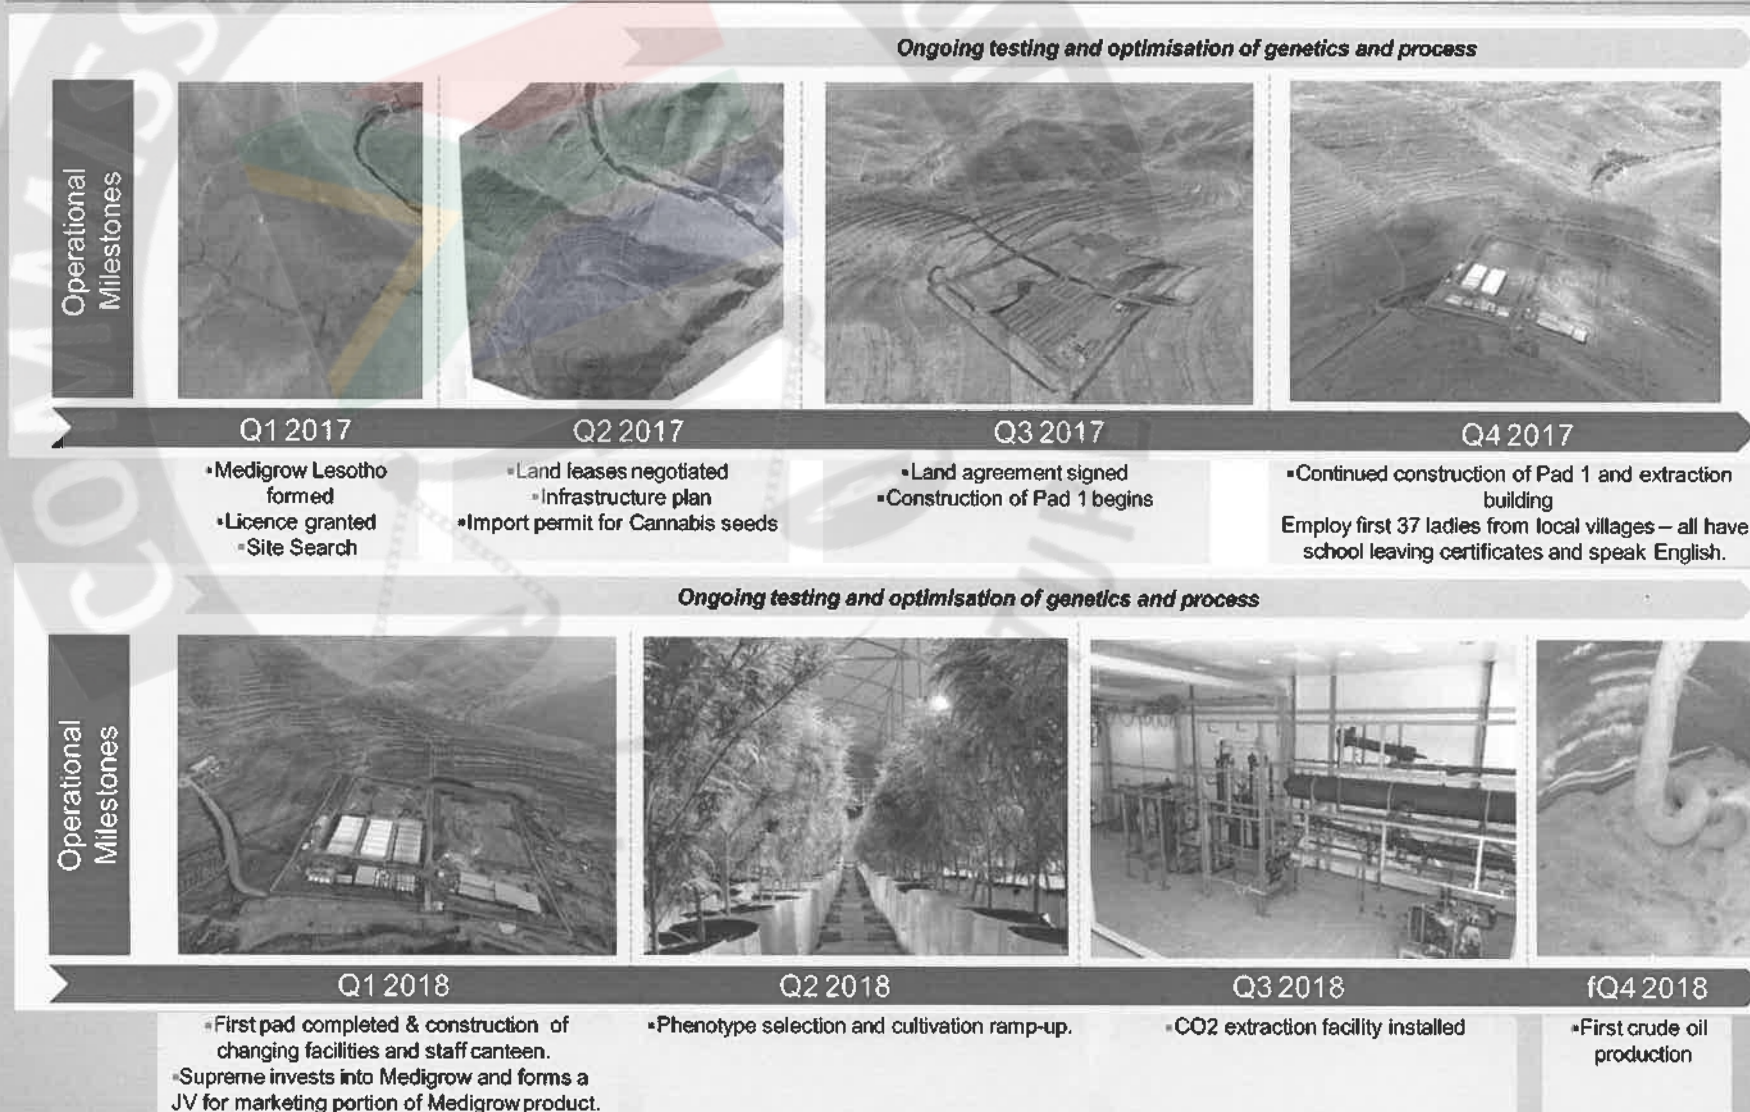 Ongoing testing and optimisation of genetics and process
Operational
Milestones
Q1 2017
Q2 2017
Q3 2017
Q4 2017
▪Medigrow Lesotho
formed
▪Licence granted
▪Site Search
▪Land leases negotiated
▪Infrastructure plan
▪Import permit for Cannabis seeds
▪Land agreement signed
▪Construction of Pad 1 begins
▪Continued construction of Pad 1 and extraction
building
Employ first 37 ladies from local villages – all have
school leaving certificates and speak English.
Ongoing testing and optimisation of genetics and process
Operational
Milestones
Q1 2018
Q2 2018
Q3 2018
fQ4 2018
▪First pad completed & construction of
changing facilities and staff canteen.
▪Supreme invests into Medigrow and forms a
JV for marketing portion of Medigrow product.
▪Phenotype selection and cultivation ramp-up.
▪CO2 extraction facility installed
▪First crude oil
production